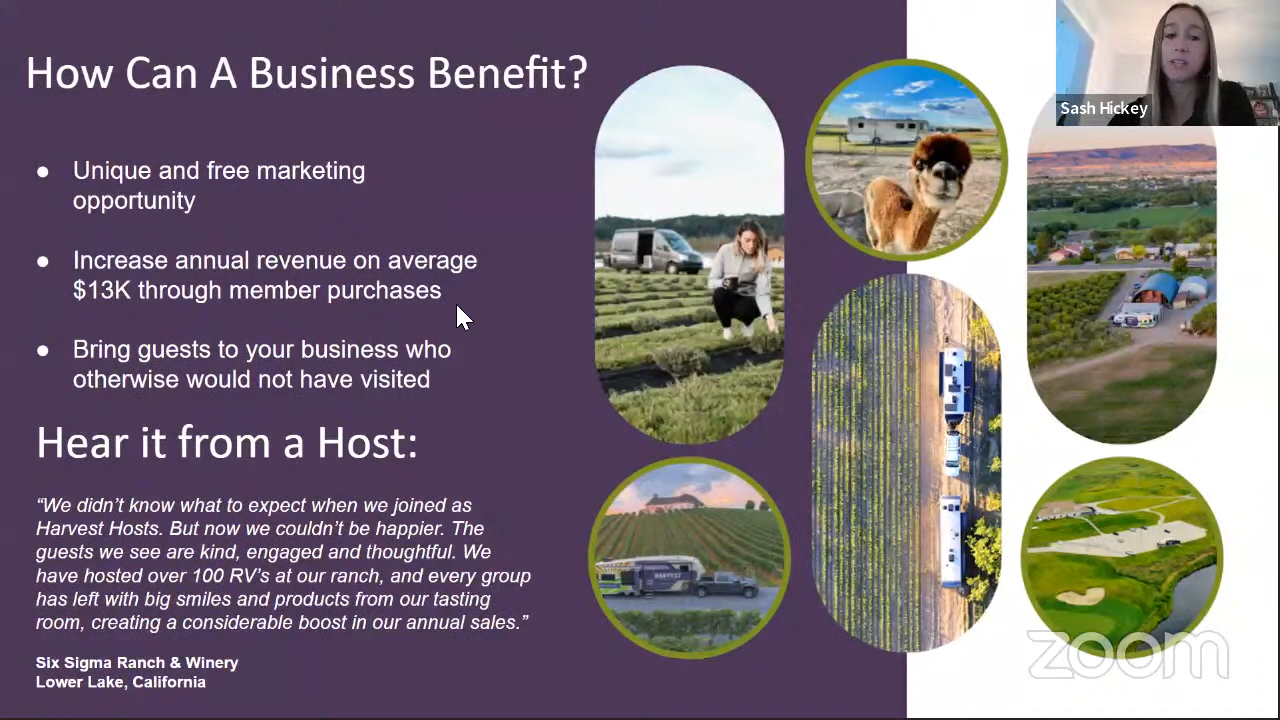 How Can A Business Benefit?
Sash Hickey
● Unique and free marketing
opportunity
● Increase annual revenue on average
$13K through member purchases
● Bring guests to your business who
otherwise would not have visited
Hear it from a Host:
“We didn’t know what to expect when we joined as
Harvest Hosts. But now we couldn’t be happier. The
guests we see are kind, engaged and thoughtful. We
have hosted over 100 RV’s at our ranch, and every group
has left with big smiles and products from our tasting
room, creating a considerable boost in our annual sales.”
Six Sigma Ranch & Winery
Lower Lake, California
HARVEST
zoom